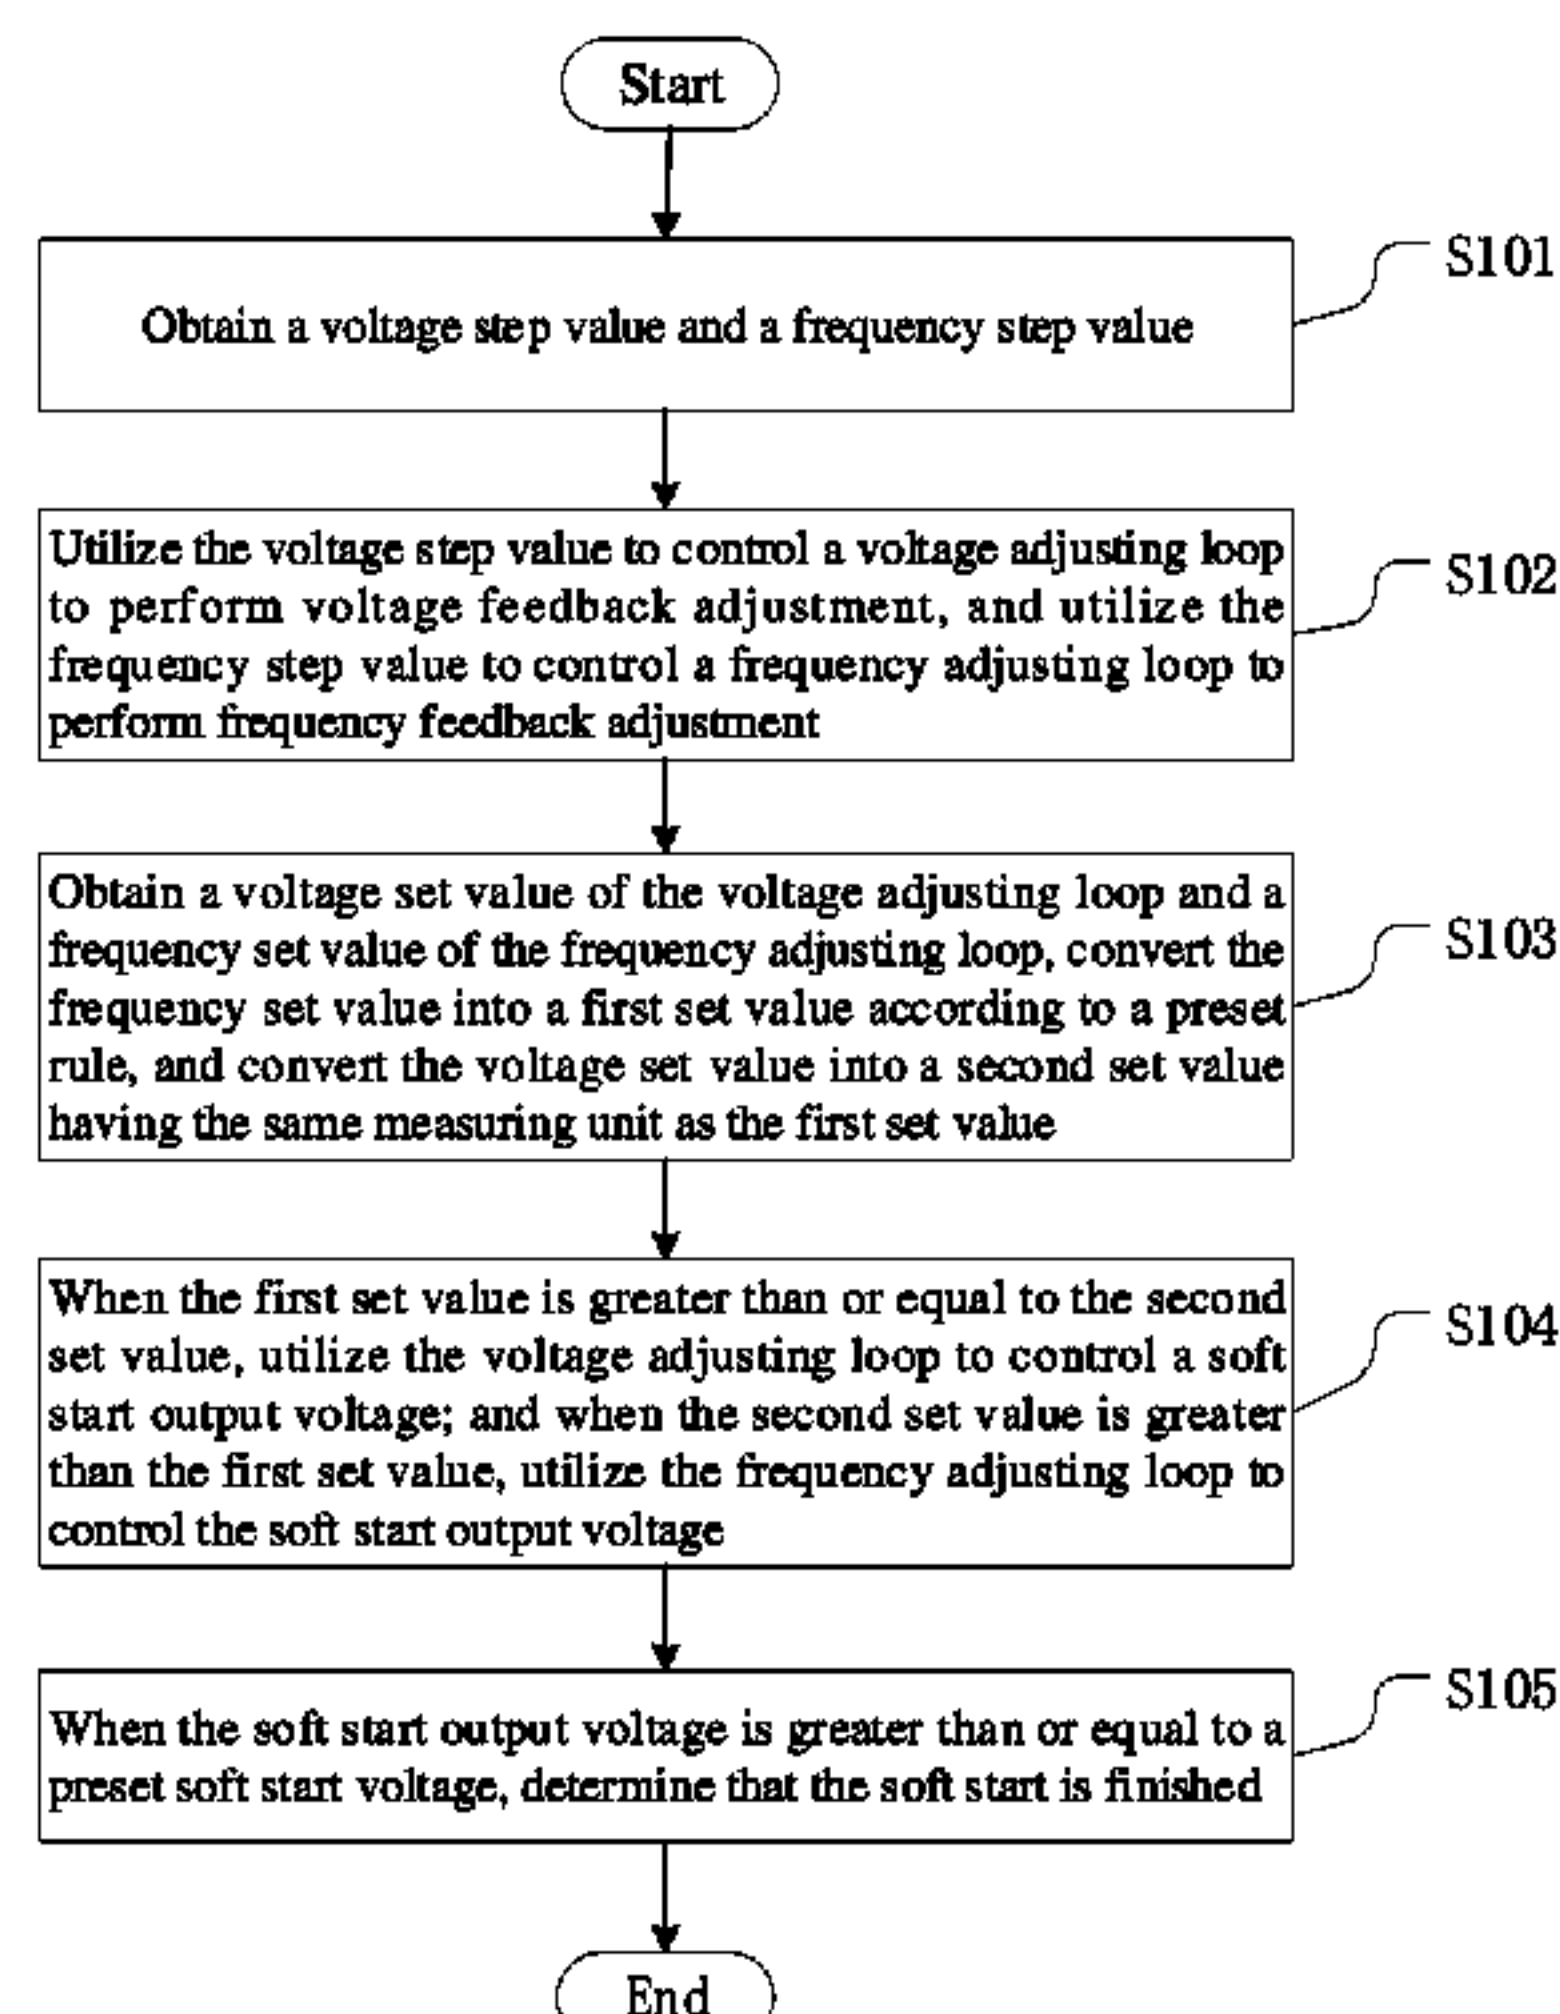 Start
Obtain a voltage step value and a frequency step value
S101
Utilize the voltage step value to control a voltage adjusting loop
to perform voltage feedback adjustment, and utilize the
frequency step value to control a frequency adjusting loop to
perform frequency feedback adjustment
S102
Obtain a voltage set value of the voltage adjusting loop and a
frequency set value of the frequency adjusting loop, convert the
frequency set value into a first set value according to a preset
rule, and convert the voltage set value into a second set value
having the same measuring unit as the first set value
S103
When the first set value is greater than or equal to the second
set value, utilize the voltage adjusting loop to control a soft
start output voltage; and when the second set value is greater
than the first set value, utilize the frequency adjusting loop to
control the soft start output voltage
S104
When the soft start output voltage is greater than or equal to a
preset soft start voltage, determine that the soft start is finished
S105
End